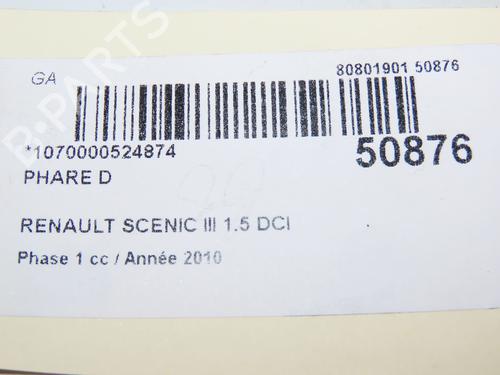 B-PARTS
GA
80801901 50876
*1070000524874
50876
PHARE D
RENAULT SCENIC III 1.5 DCI
Phase 1 cc / Année 2010